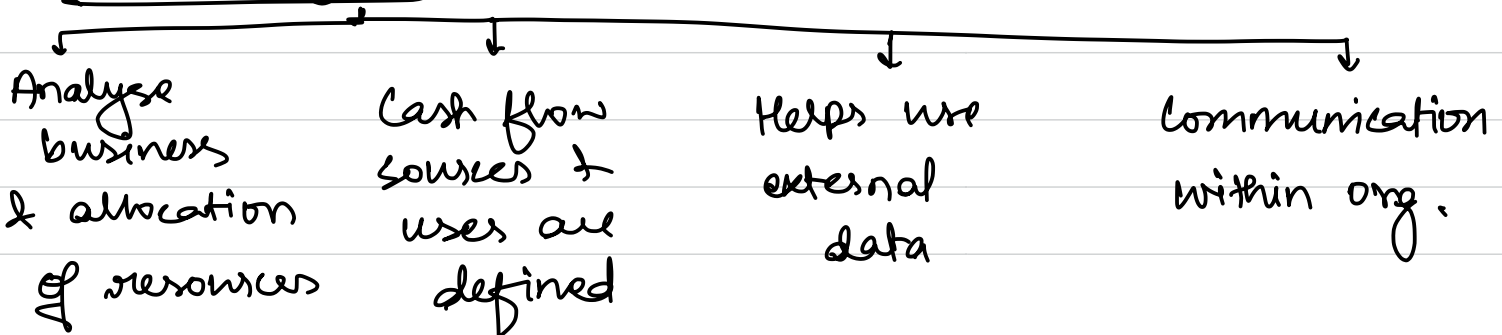 Analyse
business
& allocation
of resources
Cash flow
sources +
uses are
defined
Helps use
external
data
Communication
within org.